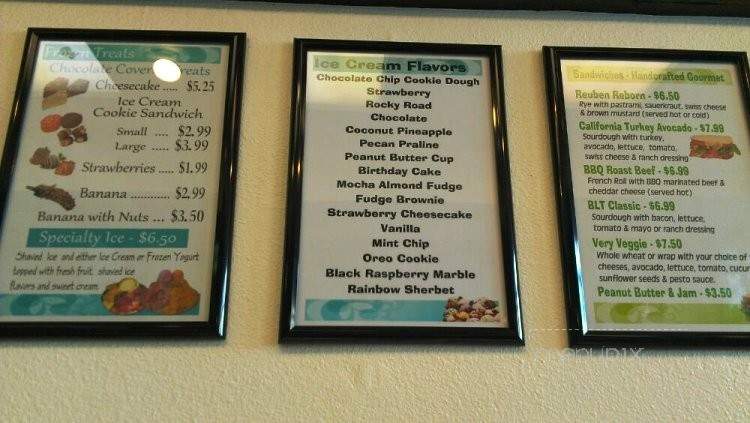 Frozen Treats
Chocolate Covered Treats
Cheesecake ..... $5.25
Ice Cream
Cookie Sandwich
Small .... $2.99
Large ..... $3.99
Strawberries ..... $1.99
Banana ............ $2.99
Banana with Nuts ... $3.50
Specialty Ice - $6.50
Shaved Ice and either Ice Cream or Frozen Yogurt
topped with fresh fruit, shaved ice
flavors and sweet cream.
Ice Cream Flavors
Chocolate Chip Cookie Dough
Strawberry
Rocky Road
Chocolate
Coconut Pineapple
Pecan Praline
Peanut Butter Cup
Birthday Cake
Mocha Almond Fudge
Fudge Brownie
Strawberry Cheesecake
Vanilla
Mint Chip
Oreo Cookie
Black Raspberry Marble
Rainbow Sherbet
Sandwiches - Handcrafted Gourmet
Reuben Reborn - $6.50
Rye with pastrami, sauerkraut, swiss cheese
& brown mustard (served hot or cold)
California Turkey Avocado - $7.99
Sourdough with turkey,
avocado, lettuce, tomato,
swiss cheese & ranch dressing
BBQ Roast Beef - $6.99
French Roll with BBQ marinated beef &
cheddar cheese (served hot)
BLT Classic - $6.99
Sourdough with bacon, lettuce,
tomato & mayo or ranch dressing
Very Veggie - $7.50
Whole wheat or wrap with your choice of
cheeses, avocado, lettuce, tomato, cucu
sunflower seeds & pesto sauce.
Peanut Butter & Jam - $3.50